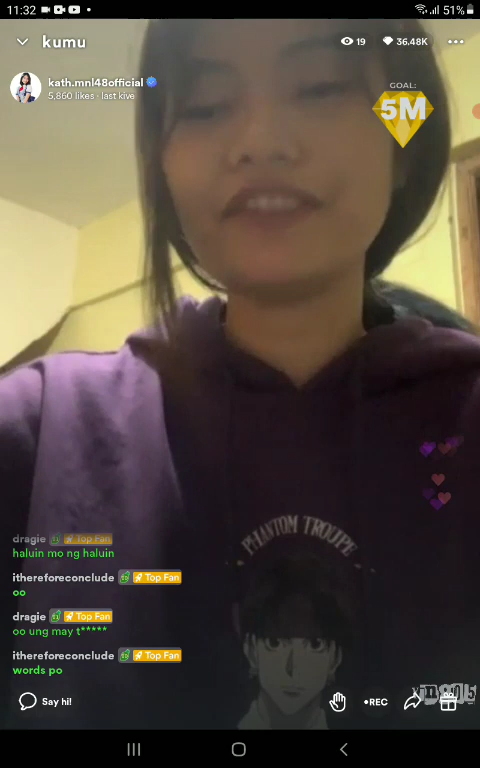 11:32
51%
kumu
19
36.48K
kath.mnl48official
5,860 likes · last kive
GOAL:
5M
PHANTOM TROUPE
dragie Top Fan
haluin mo ng haluin
ithereforeconclude Top Fan
oo
dragie Top Fan
oo ung may t*****
ithereforeconclude Top Fan
words po
Say hi!
•REC